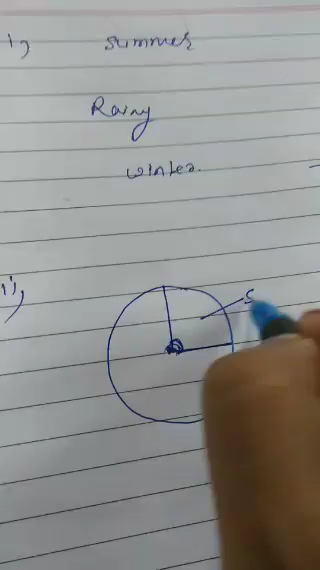 i)
summer
Rainy
winter.
ii)
S